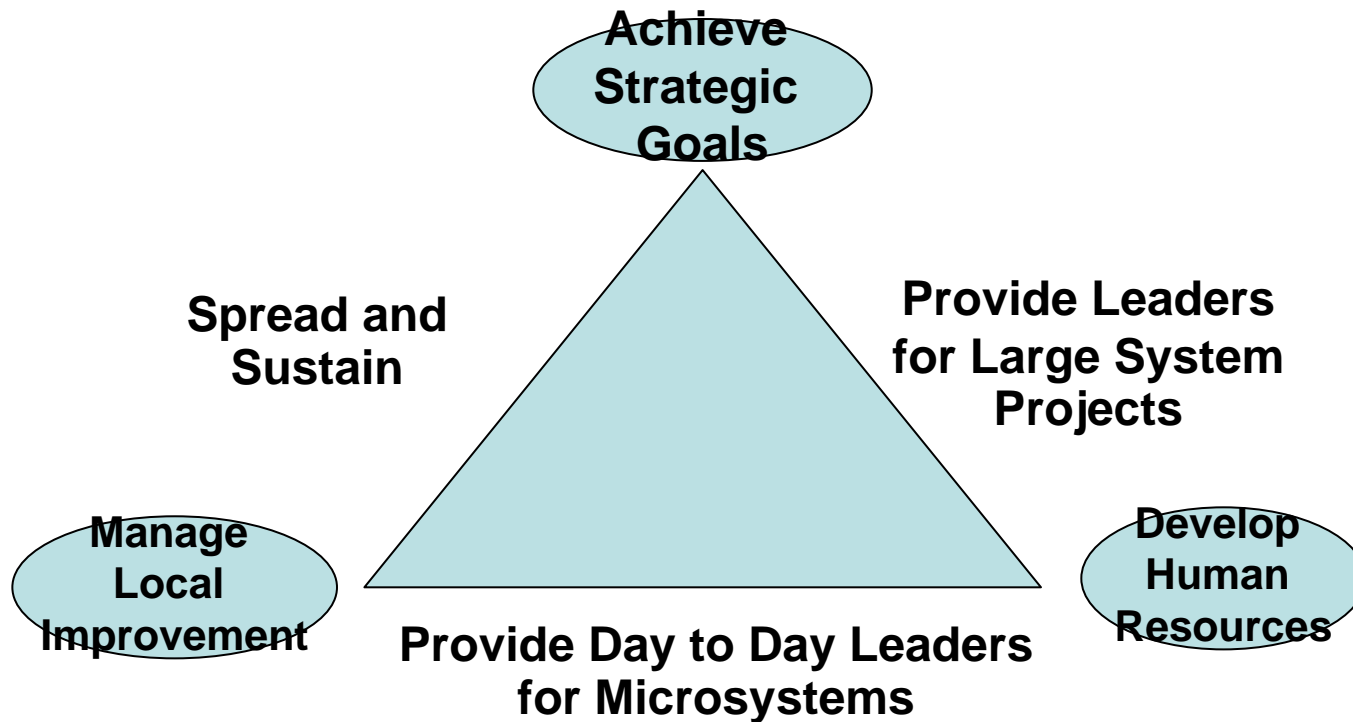 Achieve
Strategic
Goals
Spread and
Sustain
Provide Leaders
for Large System
Projects
Manage
Local
Improvement
Develop
Human
Resources
Provide Day to Day Leaders
for Microsystems